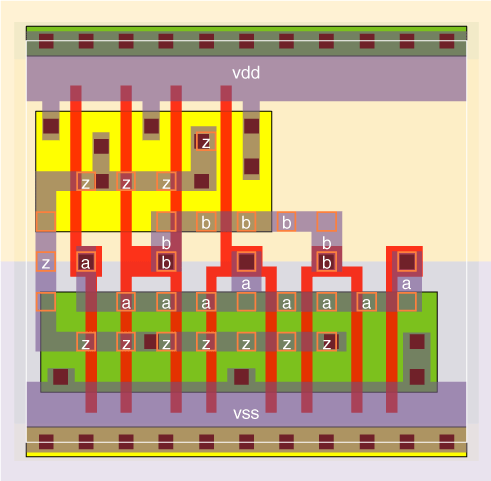 vdd
z
z z z
b b b
b b
z a b b
a a
a a a a a a a
z z z z z z z
vss